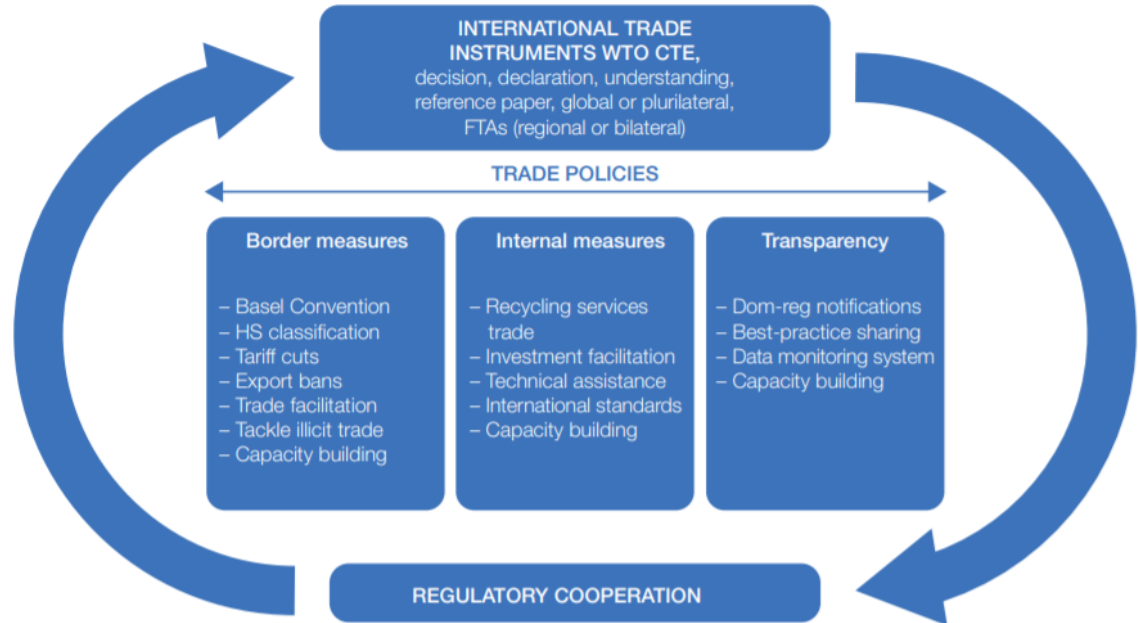 INTERNATIONAL TRADE
INSTRUMENTS WTO CTE,
decision, declaration, understanding,
reference paper, global or plurilateral,
FTAs (regional or bilateral)
TRADE POLICIES
Border measures
– Basel Convention
– HS classification
– Tariff cuts
– Export bans
– Trade facilitation
– Tackle illicit trade
– Capacity building
Internal measures
– Recycling services
trade
– Investment facilitation
– Technical assistance
– International standards
– Capacity building
Transparency
– Dom-reg notifications
– Best-practice sharing
– Data monitoring system
– Capacity building
REGULATORY COOPERATION